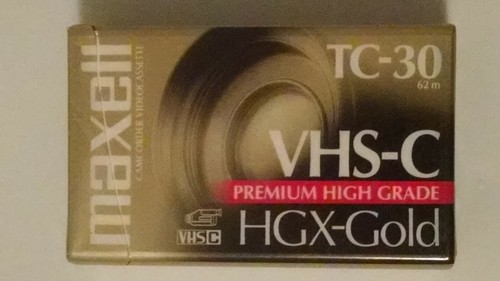 maxell
CAMCORDER VIDEOCASSETTE
TC-30
62 m
VHS-C
PREMIUM HIGH GRADE
VHS C
HGX-Gold